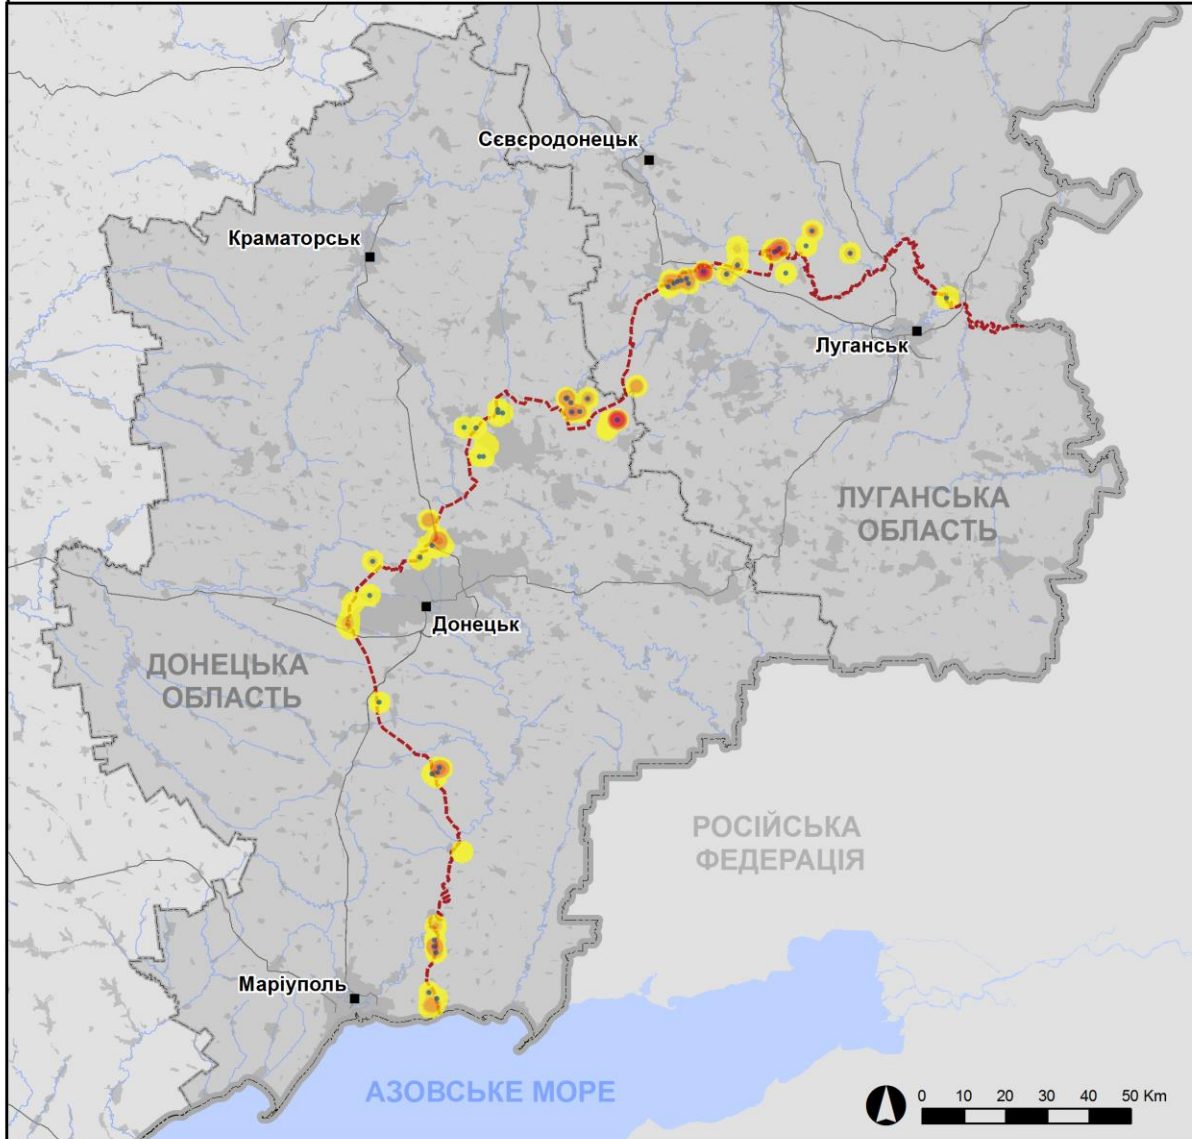 Сєвєродонецьк
Краматорськ
Луганськ
ЛУГАНСЬКА
ОБЛАСТЬ
Донецьк
ДОНЕЦЬКА
ОБЛАСТЬ
РОСІЙСЬКА
ФЕДЕРАЦІЯ
Маріуполь
АЗОВСЬКЕ МОРЕ
0 10 20 30 40 50 Km